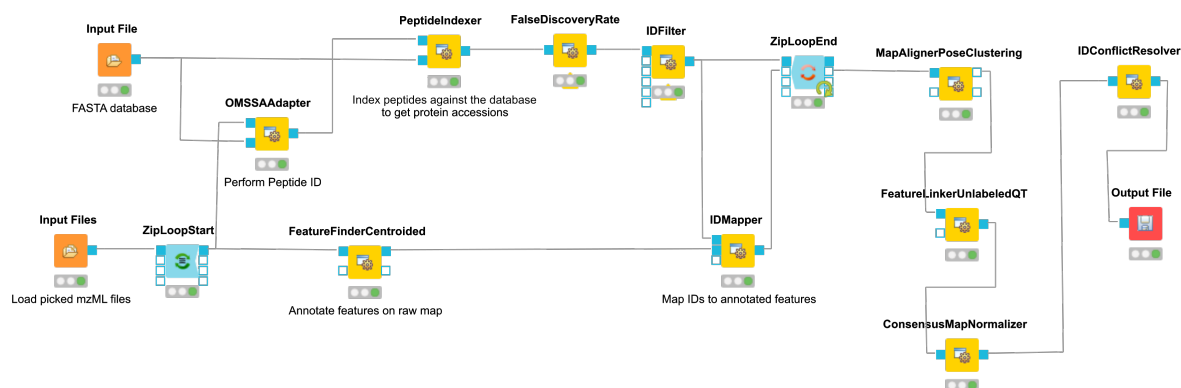 Input File
FASTA database
OMSSAAdapter
Perform Peptide ID
PeptideIndexer
Index peptides against the database
to get protein accessions
FalseDiscoveryRate
IDFilter
ZipLoopEnd
MapAlignerPoseClustering
IDConflictResolver
Input Files
Load picked mzML files
ZipLoopStart
FeatureFinderCentroided
Annotate features on raw map
IDMapper
Map IDs to annotated features
FeatureLinkerUnlabeledQT
Output File
ConsensusMapNormalizer